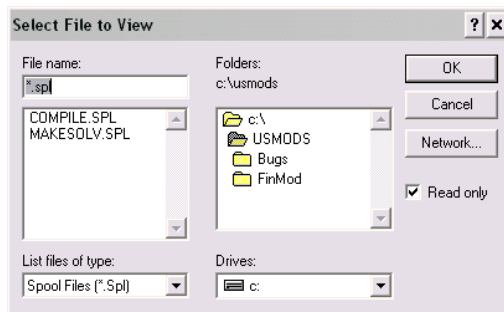 Select File to View
File name:
*.spl
COMPILE.SPL
MAKESOLV.SPL
List files of type:
Spool Files (*.Spl)
Folders:
c:\usmods
c:\
USMODS
Bugs
FinMod
Drives:
c:
OK
Cancel
Network...
Read only